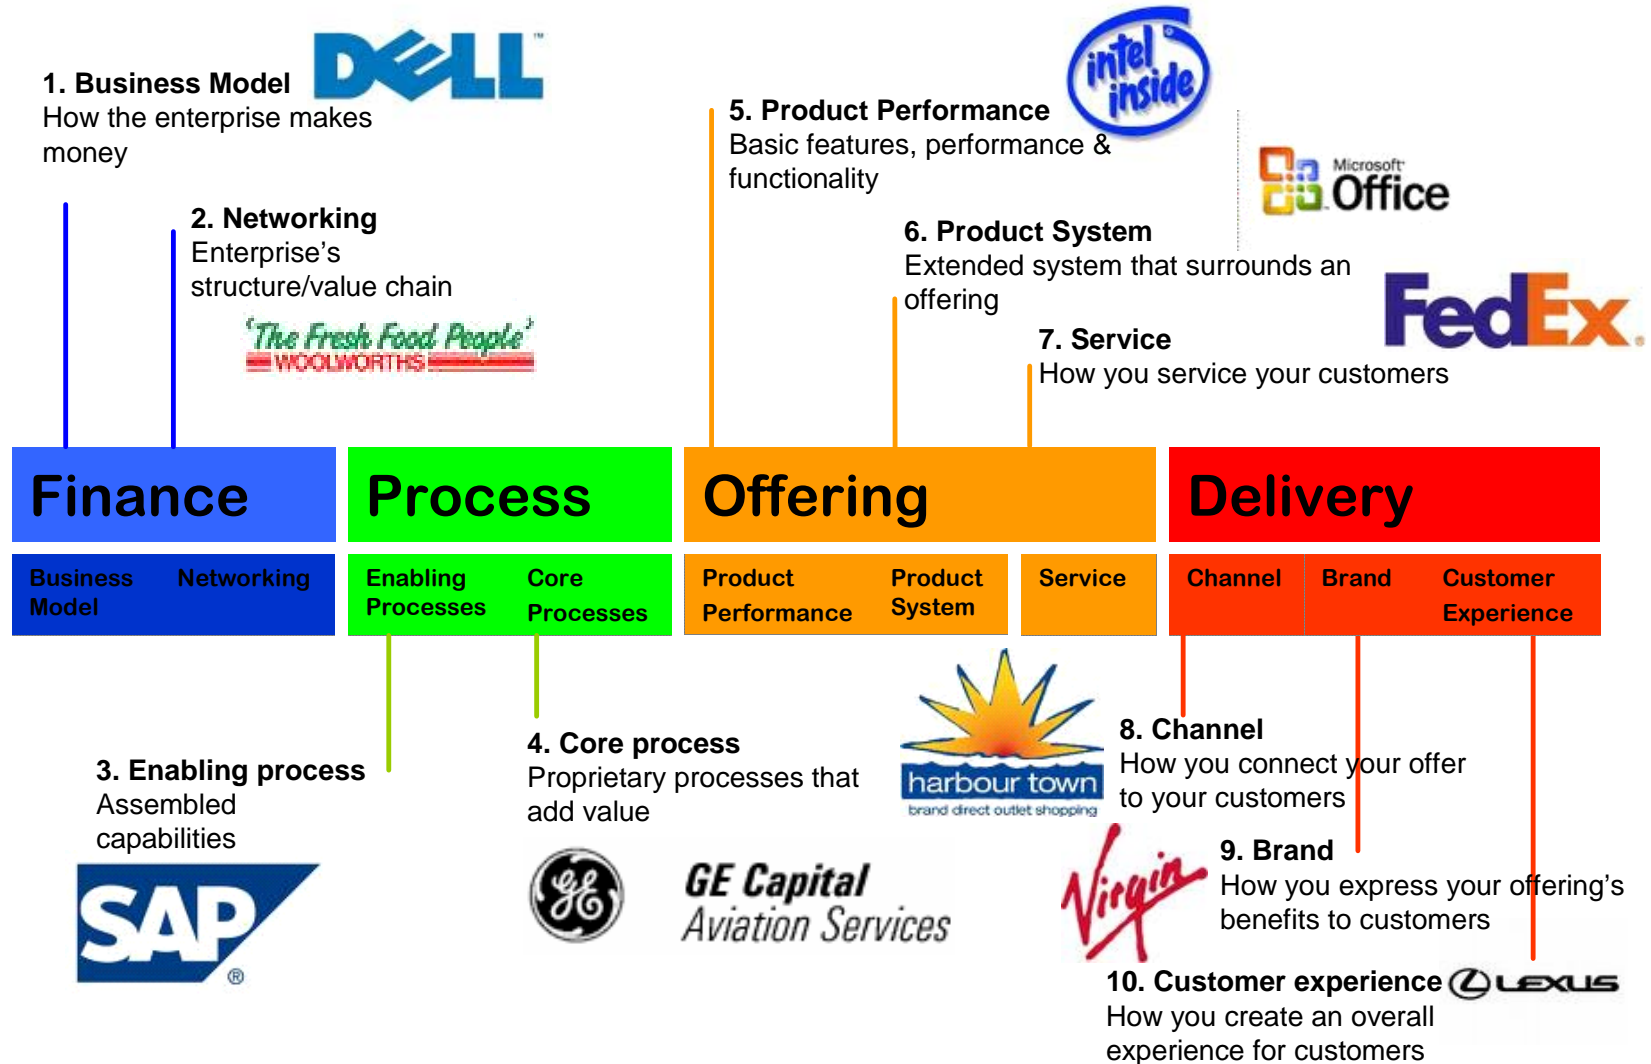 DELL™
1. Business Model
How the enterprise makes
money
2. Networking
Enterprise’s
structure/value chain
‘The Fresh Food People’
WOOLWORTHS
intel
inside
5. Product Performance
Basic features, performance &
functionality
Microsoft
Office
6. Product System
Extended system that surrounds an
offering
FedEx®
7. Service
How you service your customers
Finance
Process
Offering
Delivery
Business
Model
Networking
Enabling
Processes
Core
Processes
Product
Performance
Product
System
Service
Channel
Brand
Customer
Experience
3. Enabling process
Assembled
capabilities
SAP
®
4. Core process
Proprietary processes that
add value
GE
GE Capital
Aviation Services
harbour town
brand direct outlet shopping
8. Channel
How you connect your offer
to your customers
Virgin
9. Brand
How you express your offering’s
benefits to customers
10. Customer experience
LEXUS
How you create an overall
experience for customers